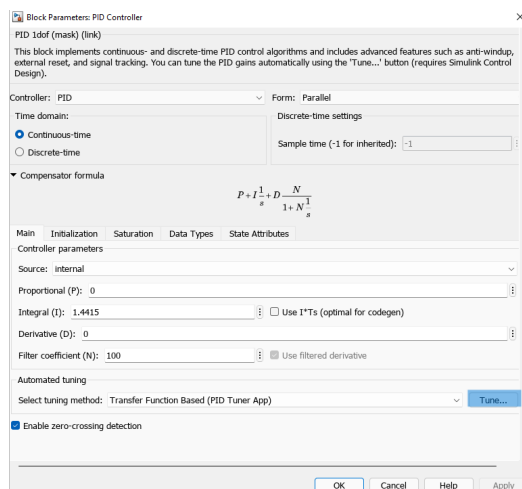 Block Parameters: PID Controller
PID 1dof (mask) (link)
This block implements continuous- and discrete-time PID control algorithms and includes advanced features such as anti-windup,
external reset, and signal tracking. You can tune the PID gains automatically using the 'Tune...' button (requires Simulink Control
Design).
Controller: PID Form: Parallel
Time domain: Discrete-time settings
Continuous-time
Sample time (-1 for inherited): -1
Discrete-time
Compensator formula
P + I 1/s + D N/(1 + N 1/s)
Main Initialization Saturation Data Types State Attributes
Controller parameters
Source: internal
Proportional (P): 0
Integral (I): 1.4415 Use I*Ts (optimal for codegen)
Derivative (D): 0
Filter coefficient (N): 100 Use filtered derivative
Automated tuning
Select tuning method: Transfer Function Based (PID Tuner App) Tune...
Enable zero-crossing detection
OK Cancel Help Apply